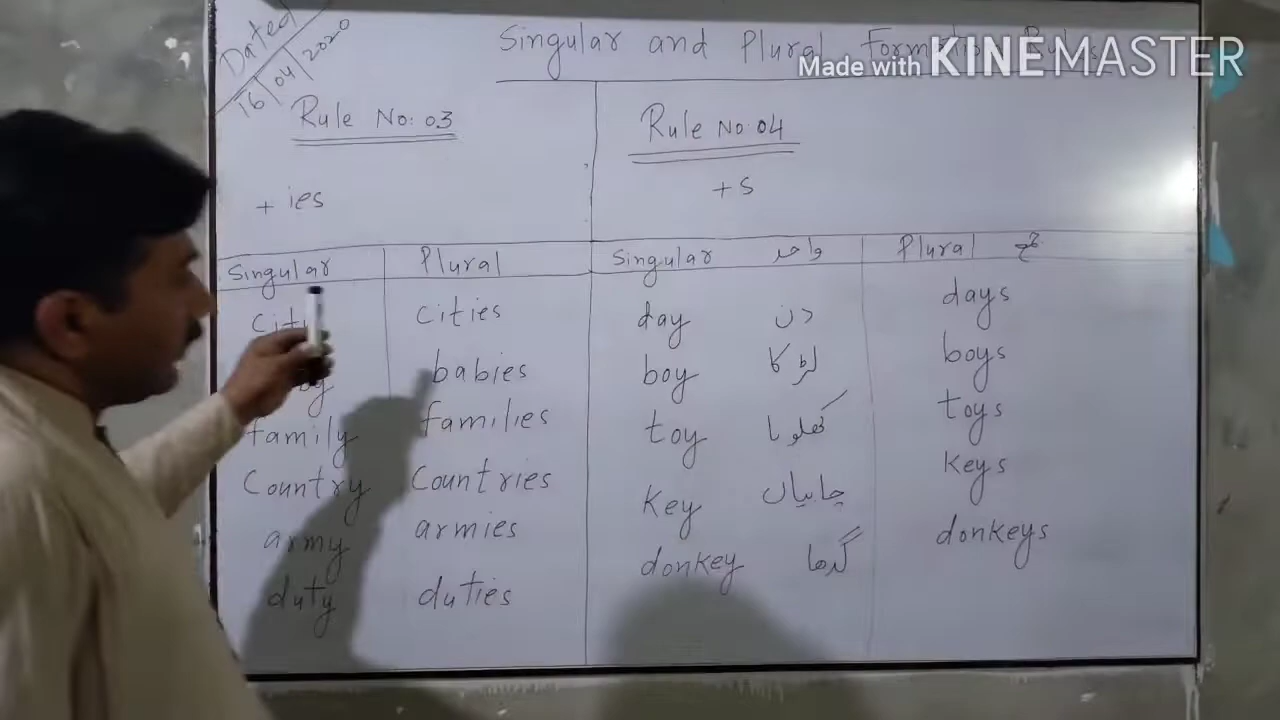 Dated
16/04/2020
Singular and Plural Formation Rules
Made with KINEMASTER
Rule No: 03
+ ies
Singular Plural
cities
babies
family families
Country Countries
army armies
duty duties
Rule No: 04
+ s
Singular واحد Plural جمع
day دن days
boy لڑکا boys
toy کھلونا toys
Key چابیاں Keys
donkey گدھا donkeys